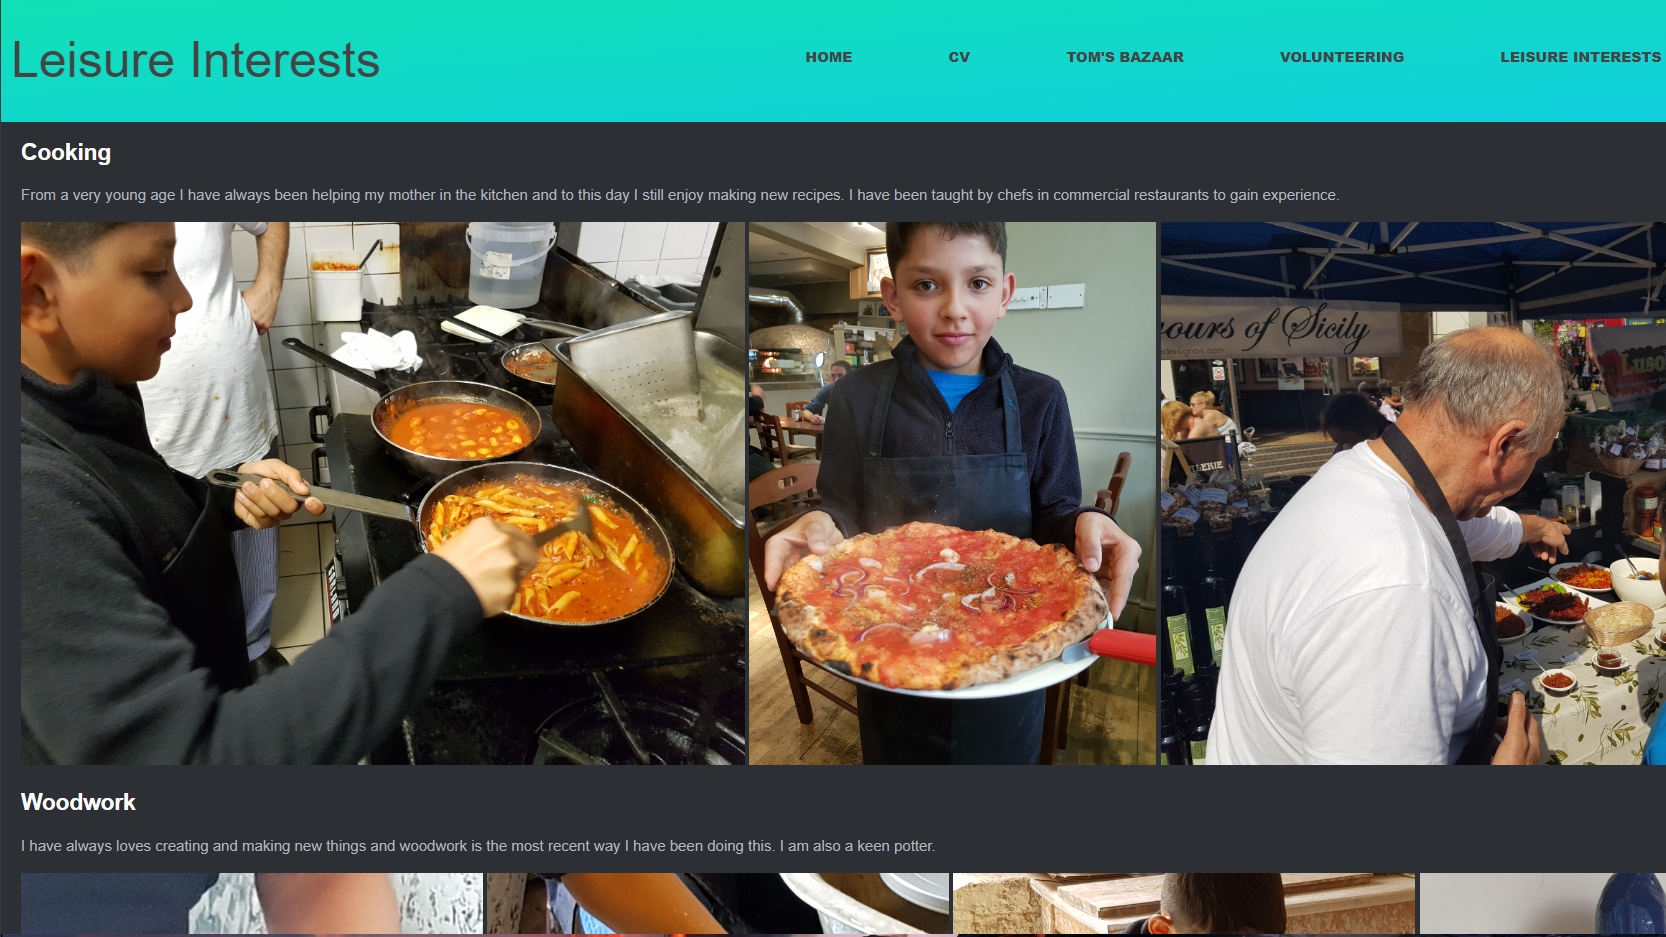 Leisure Interests
HOME CV TOM'S BAZAAR VOLUNTEERING LEISURE INTERESTS
Cooking
From a very young age I have always been helping my mother in the kitchen and to this day I still enjoy making new recipes. I have been taught by chefs in commercial restaurants to gain experience.
ours of Sicily
Woodwork
I have always loves creating and making new things and woodwork is the most recent way I have been doing this. I am also a keen potter.